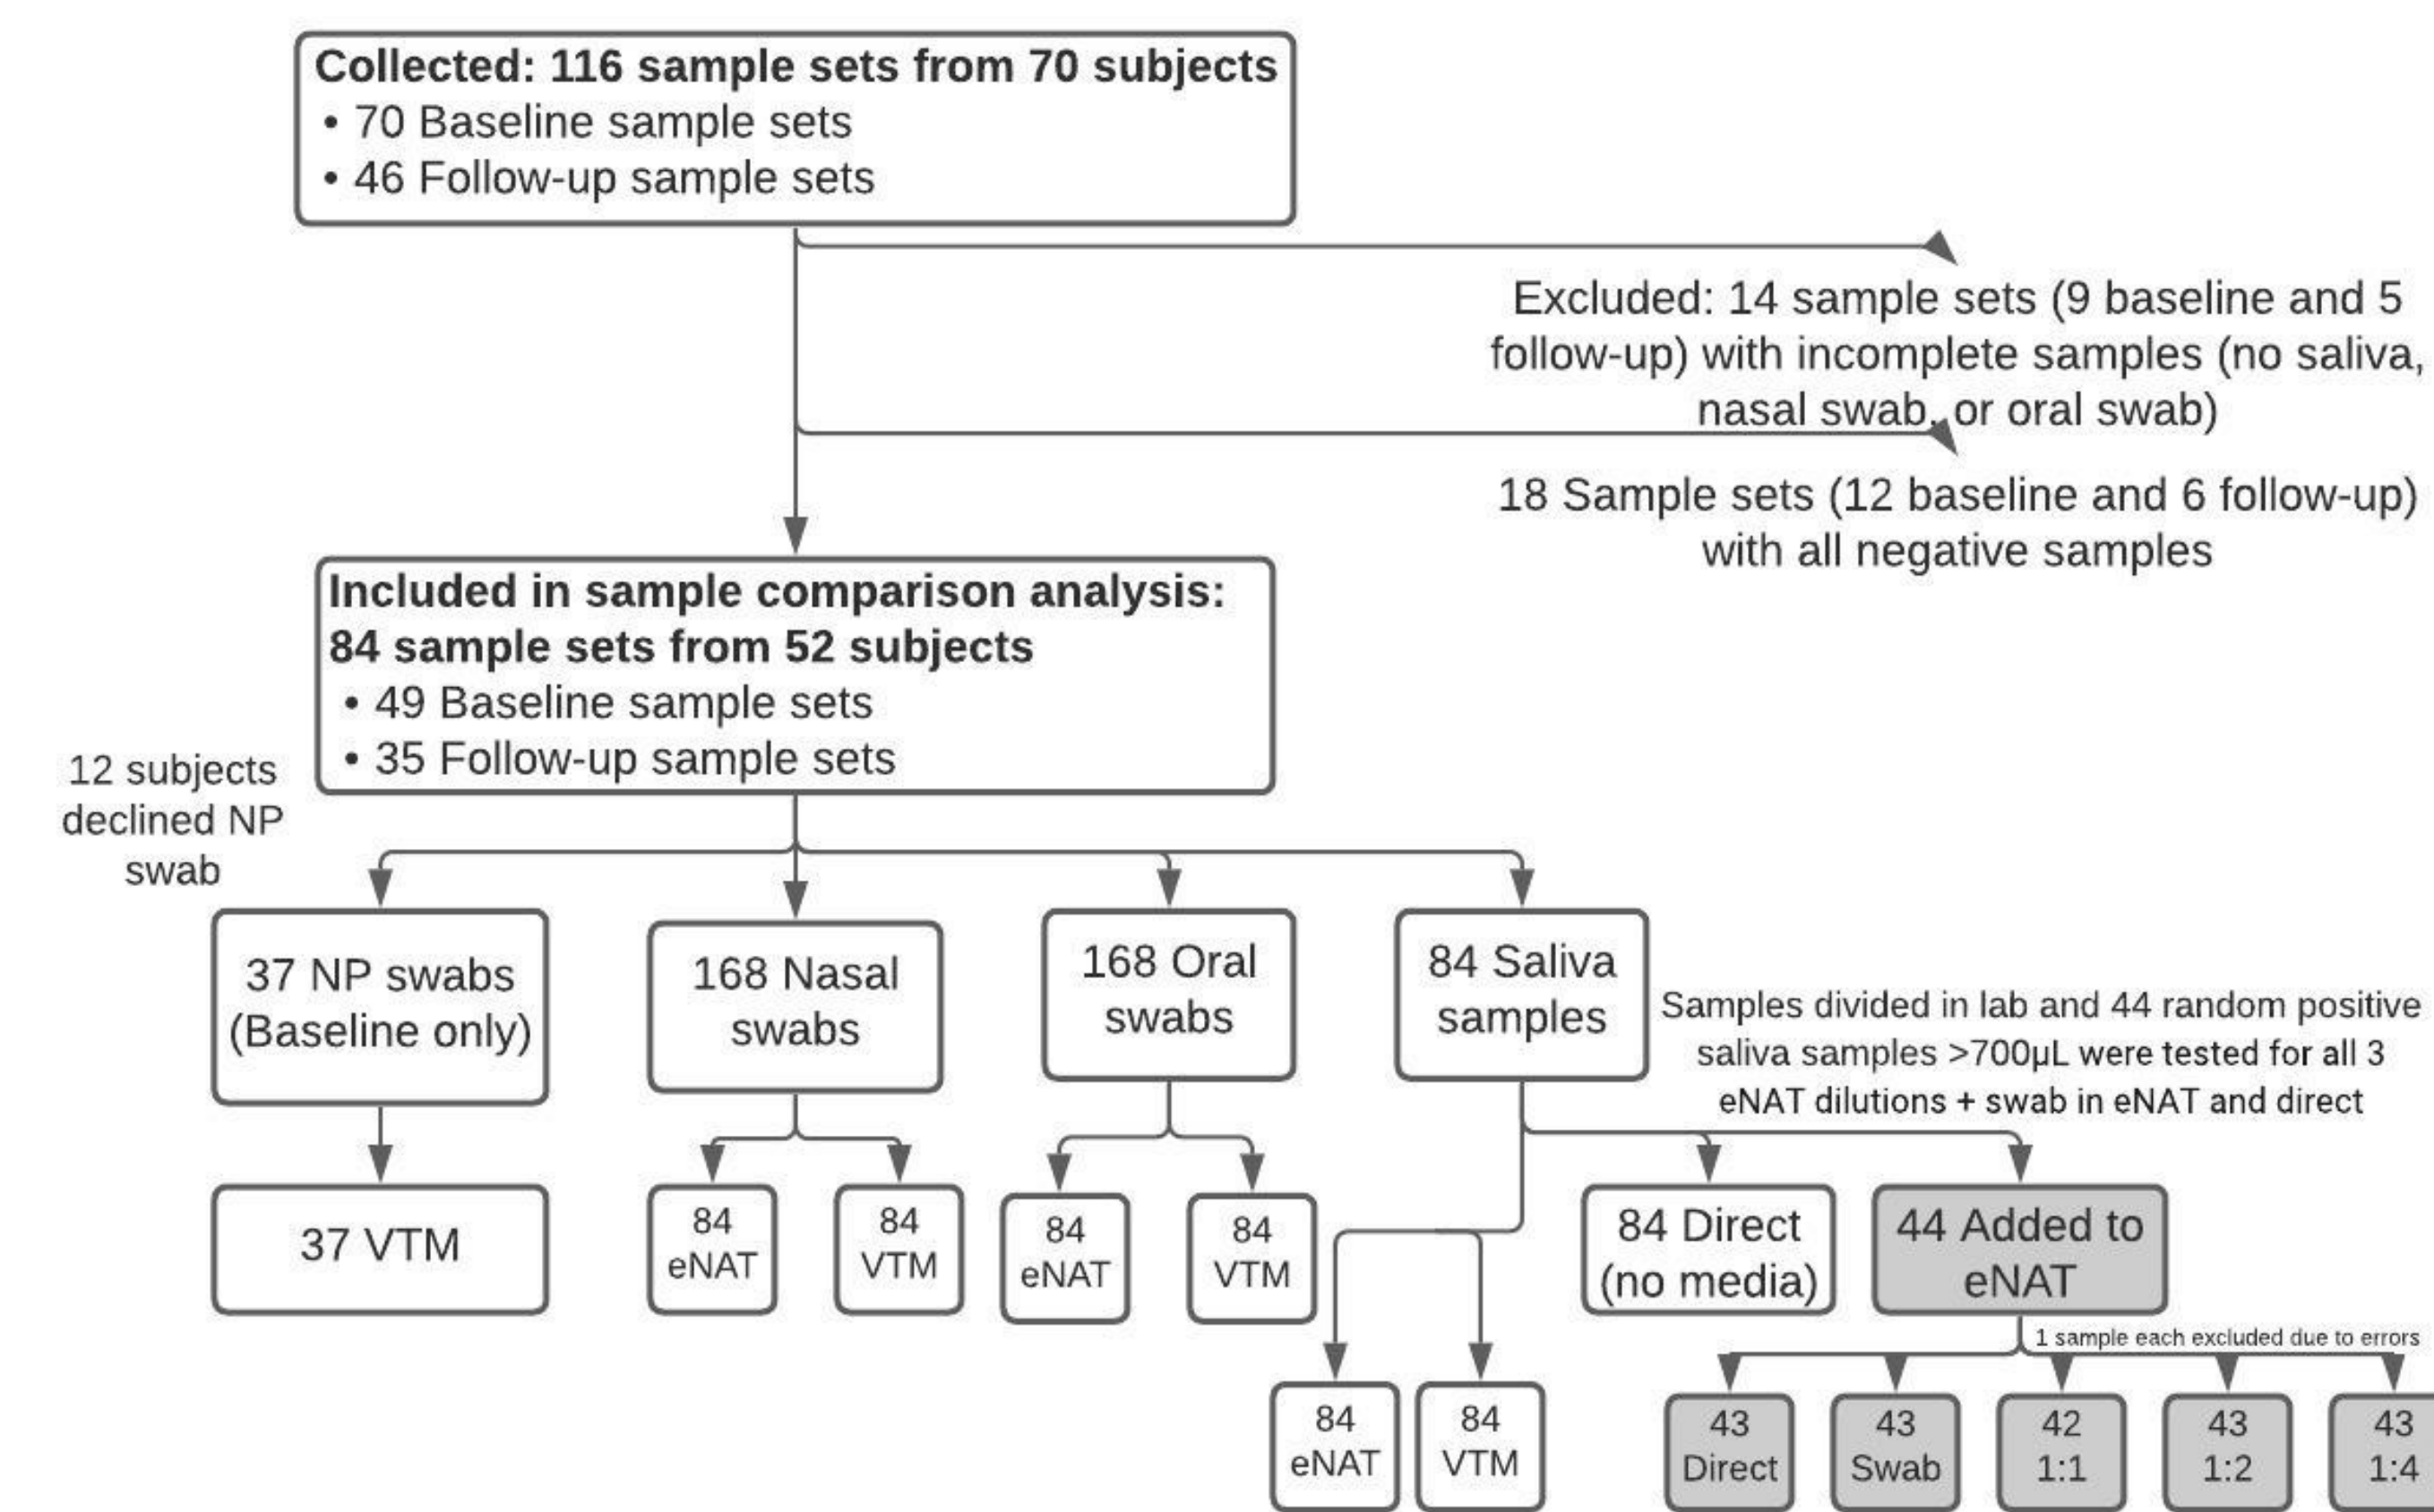 Collected: 116 sample sets from 70 subjects
• 70 Baseline sample sets
• 46 Follow-up sample sets
Excluded: 14 sample sets (9 baseline and 5
follow-up) with incomplete samples (no saliva,
nasal swab, or oral swab)
18 Sample sets (12 baseline and 6 follow-up)
with all negative samples
Included in sample comparison analysis:
84 sample sets from 52 subjects
• 49 Baseline sample sets
• 35 Follow-up sample sets
12 subjects
declined NP
swab
37 NP swabs
(Baseline only)
168 Nasal
swabs
168 Oral
swabs
84 Saliva
samples
Samples divided in lab and 44 random positive
saliva samples >700µL were tested for all 3
eNAT dilutions + swab in eNAT and direct
37 VTM
84
eNAT
84
VTM
84
eNAT
84
VTM
84 Direct
(no media)
44 Added to
eNAT
1 sample each excluded due to errors
84
eNAT
84
VTM
43
Direct
43
Swab
42
1:1
43
1:2
43
1:4